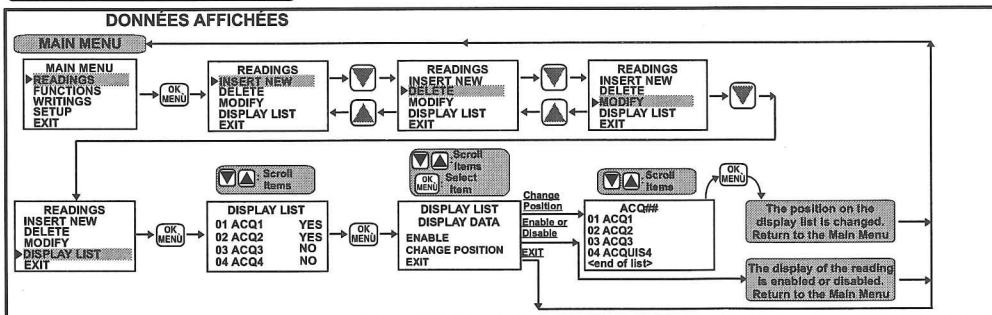 DONNÉES AFFICHÉES
MAIN MENU
MAIN MENU
READINGS
FUNCTIONS
WRITINGS
SETUP
EXIT
OK
MENÙ
READINGS
INSERT NEW
DELETE
MODIFY
DISPLAY LIST
EXIT
READINGS
INSERT NEW
DELETE
MODIFY
DISPLAY LIST
EXIT
READINGS
INSERT NEW
DELETE
MODIFY
DISPLAY LIST
EXIT
READINGS
INSERT NEW
DELETE
MODIFY
DISPLAY LIST
EXIT
OK
MENÙ
: Scroll
Items
DISPLAY LIST
01 ACQ1 YES
02 ACQ2 YES
03 ACQ3 NO
04 ACQ4 NO
OK
MENÙ
: Scroll
Items
OK
MENÙ
: Select
Item
DISPLAY LIST
DISPLAY DATA
ENABLE
CHANGE POSITION
EXIT
Change
Position
Enable or
Disable
EXIT
: Scroll
Items
ACQ##
01 ACQ1
02 ACQ2
03 ACQ3
04 ACQUIS4
<end of list>
OK
MENÙ
The position on the
display list is changed.
Return to the Main Menu
The display of the reading
is enabled or disabled.
Return to the Main Menu